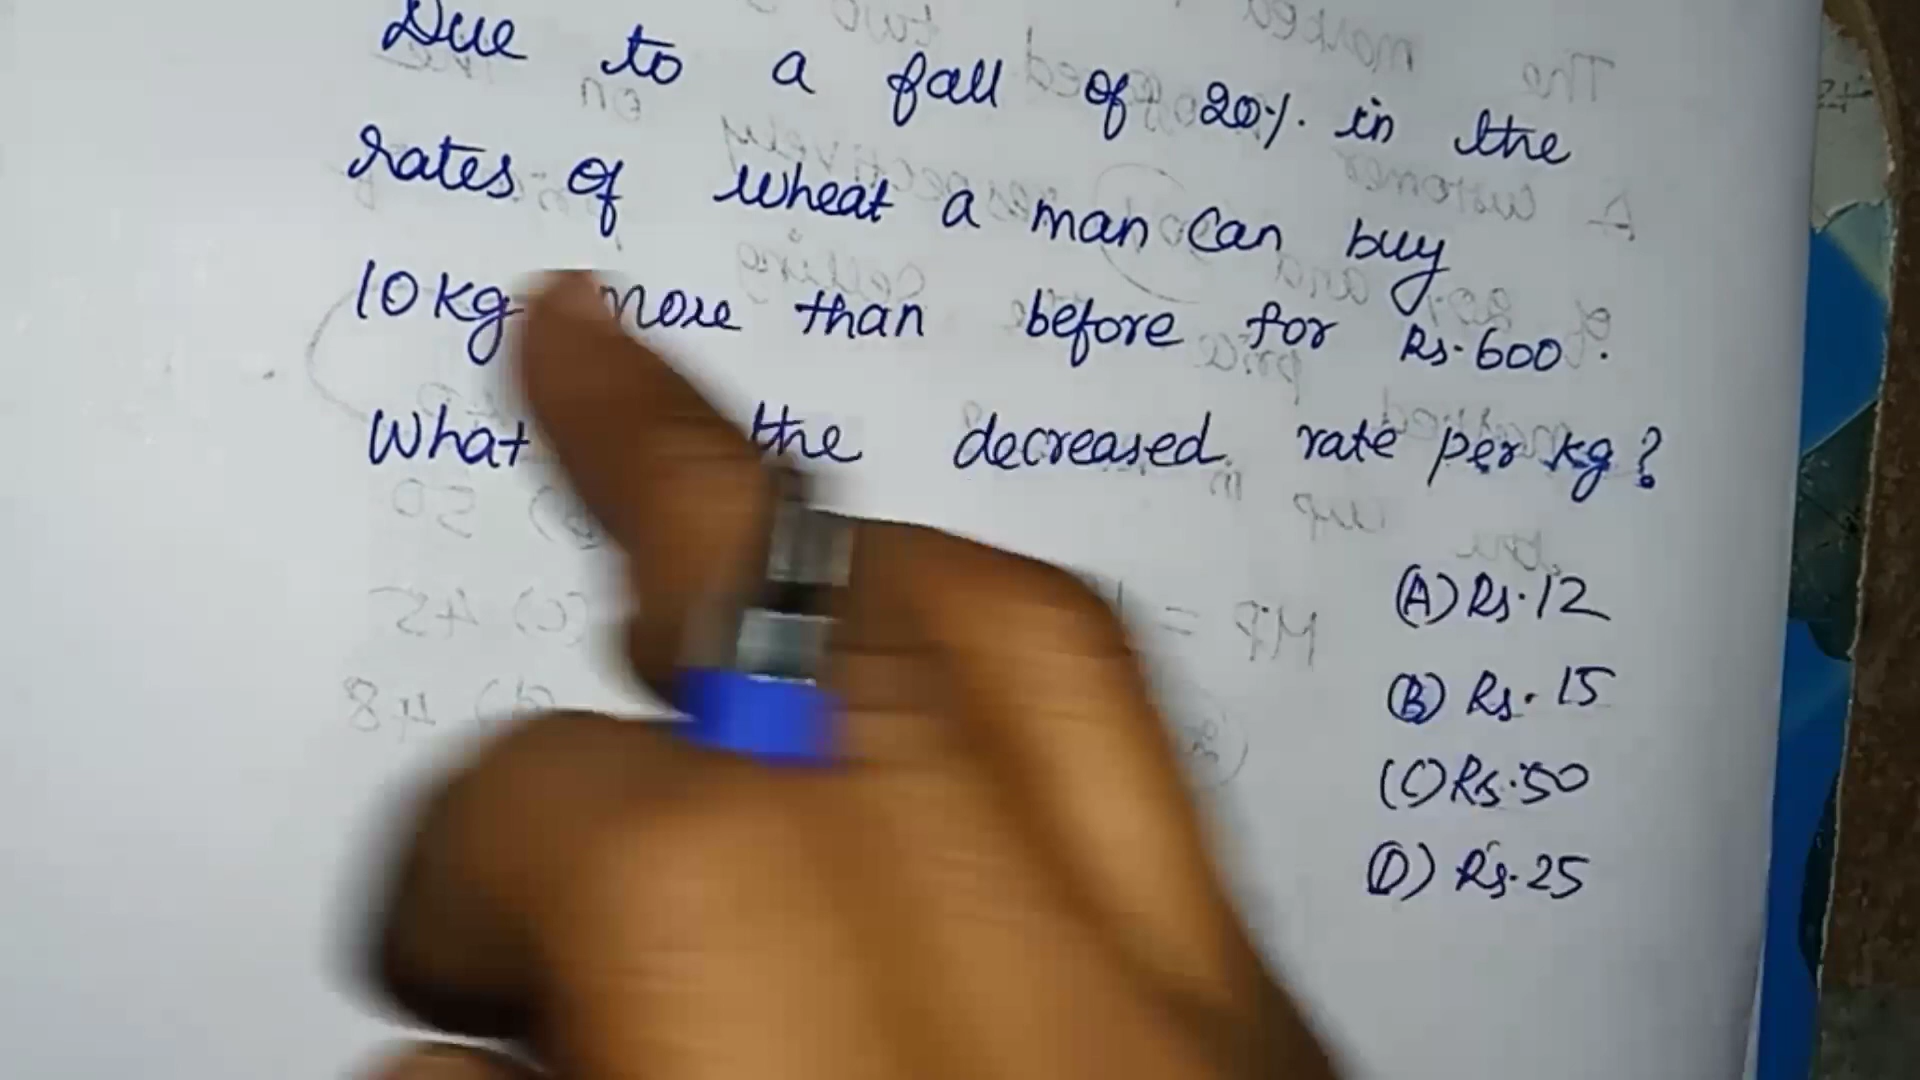 Due to a fall of 20%. in the
rates of wheat a man can buy
10kg more than before for Rs.600.
What the decreased rate per kg?
(A) Rs.12
(B) Rs.15
(C) Rs.50
(D) Rs.25